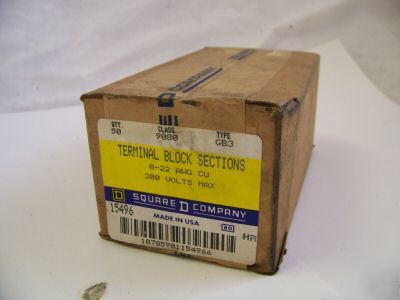 D COMPANY
QTY. CLASS TYPE
50 9080 GB3
TERMINAL BLOCK SECTIONS
8-22 AWG CU
300 VOLTS MAX
D SQUARE D COMPANY
15496 MADE IN USA
10785901154966